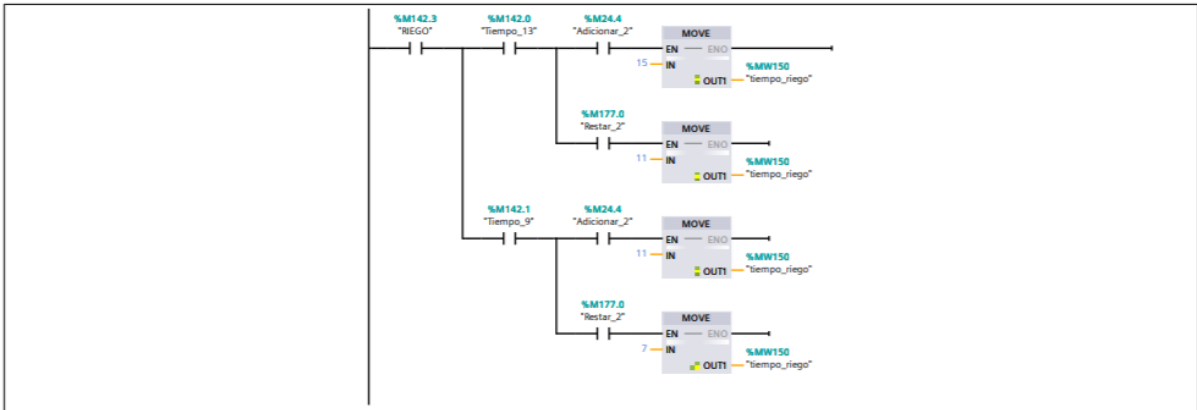 %M142.3 %M142.0 %M24.4
"RIEGO" "Tiempo_13" "Adicionar_2" MOVE
EN ENO
15 IN %MW150
OUT1 "tiempo_riego"
%M177.0
"Restar_2" MOVE
EN ENO
11 IN %MW150
OUT1 "tiempo_riego"
%M142.1 %M24.4
"Tiempo_9" "Adicionar_2" MOVE
EN ENO
11 IN %MW150
OUT1 "tiempo_riego"
%M177.0
"Restar_2" MOVE
EN ENO
7 IN %MW150
OUT1 "tiempo_riego"